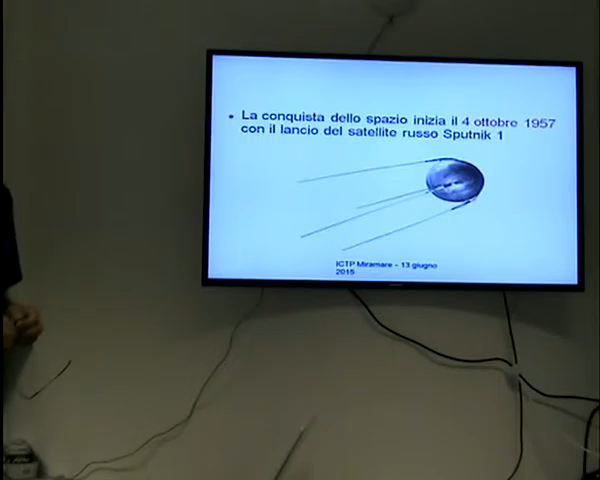 • La conquista dello spazio inizia il 4 ottobre 1957
con il lancio del satellite russo Sputnik 1
ICTP Miramare - 13 giugno
2015